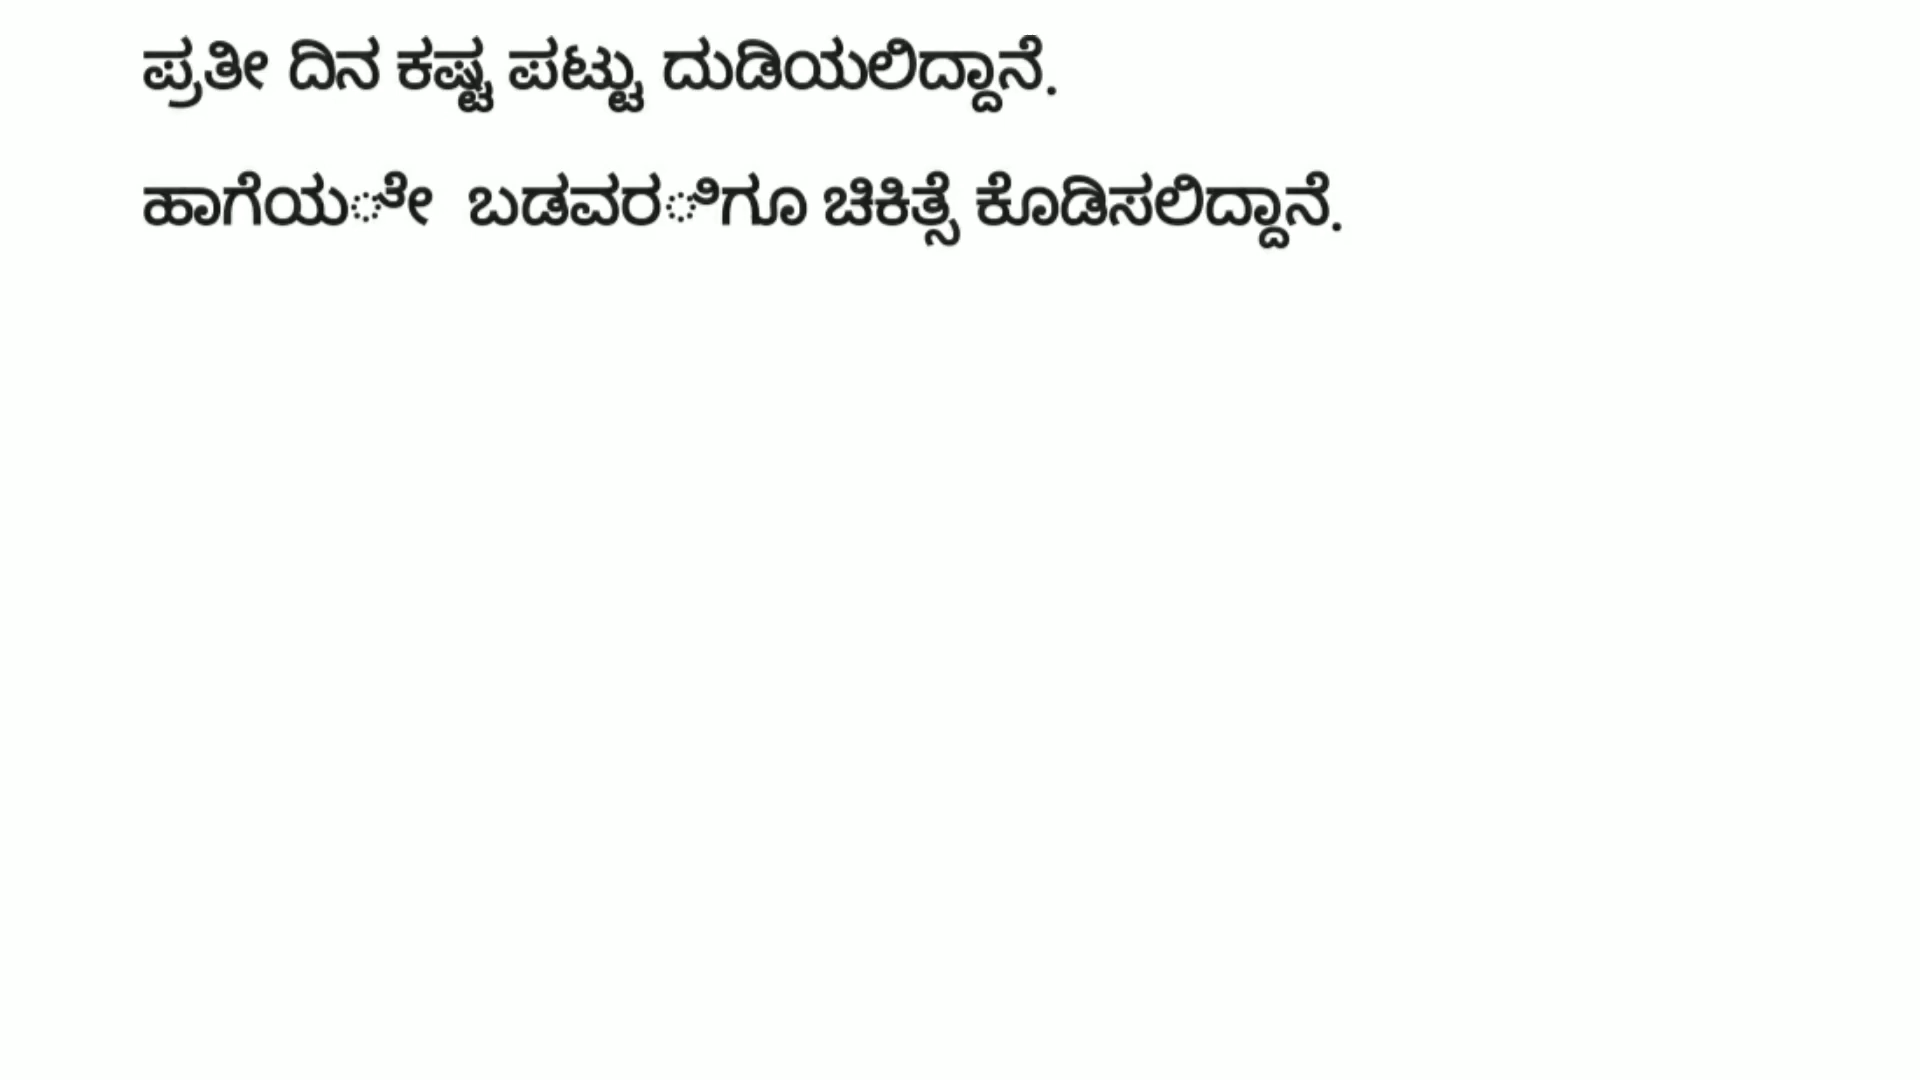 ಪ್ರತೀ ದಿನ ಕಷ್ಟ ಪಟ್ಟು ದುಡಿಯಲಿದ್ದಾನೆ.
ಹಾಗೆಯೇ ಬಡವರಿಗೂ ಚಿಕಿತ್ಸೆ ಕೊಡಿಸಲಿದ್ದಾನೆ.